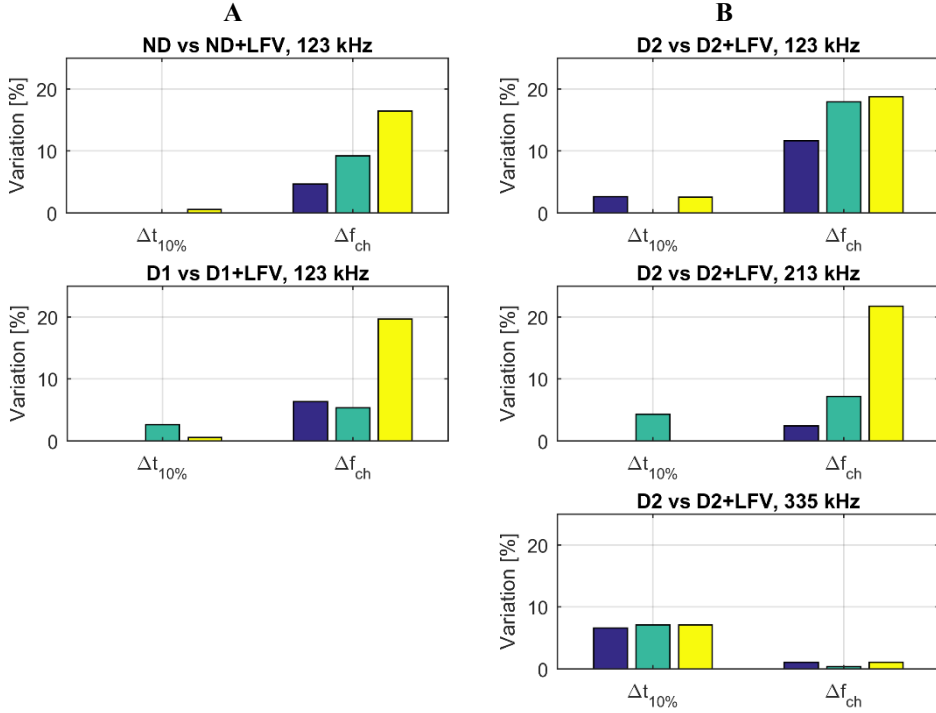 A
ND vs ND+LFV, 123 kHz
Variation [%]
20
10
0
Δt10%
Δfch
D1 vs D1+LFV, 123 kHz
Variation [%]
20
10
0
Δt10%
Δfch
B
D2 vs D2+LFV, 123 kHz
Variation [%]
20
10
0
Δt10%
Δfch
D2 vs D2+LFV, 213 kHz
Variation [%]
20
10
0
Δt10%
Δfch
D2 vs D2+LFV, 335 kHz
Variation [%]
20
10
0
Δt10%
Δfch